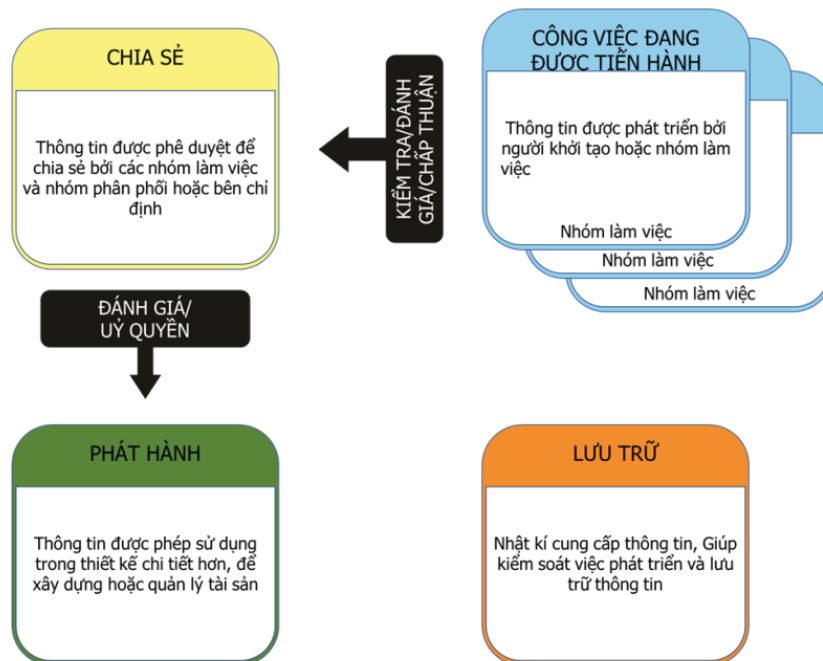 CHIA SẺ
Thông tin được phê duyệt để
chia sẻ bởi các nhóm làm việc
và nhóm phân phối hoặc bên chỉ
định
KIỂM TRA/ĐÁNH
GIÁ/CHẤP THUẬN
CÔNG VIỆC ĐANG
ĐƯỢC TIẾN HÀNH
Thông tin được phát triển bởi
người khởi tạo hoặc nhóm làm
việc
Nhóm làm việc
Nhóm làm việc
Nhóm làm việc
ĐÁNH GIÁ/
UỶ QUYỀN
PHÁT HÀNH
Thông tin được phép sử dụng
trong thiết kế chi tiết hơn, để
xây dựng hoặc quản lý tài sản
LƯU TRỮ
Nhật kí cung cấp thông tin, Giúp
kiểm soát việc phát triển và lưu
trữ thông tin